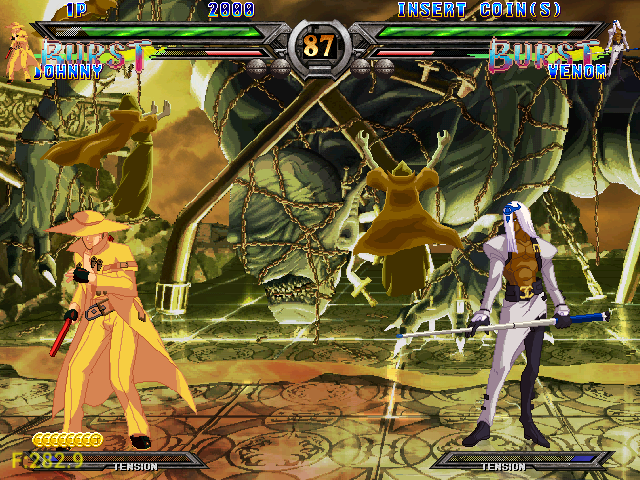 1P 2000 INSERT COIN(S)
87
BURST BURST
JOHNNY VENOM
F:282.9
TENSION TENSION